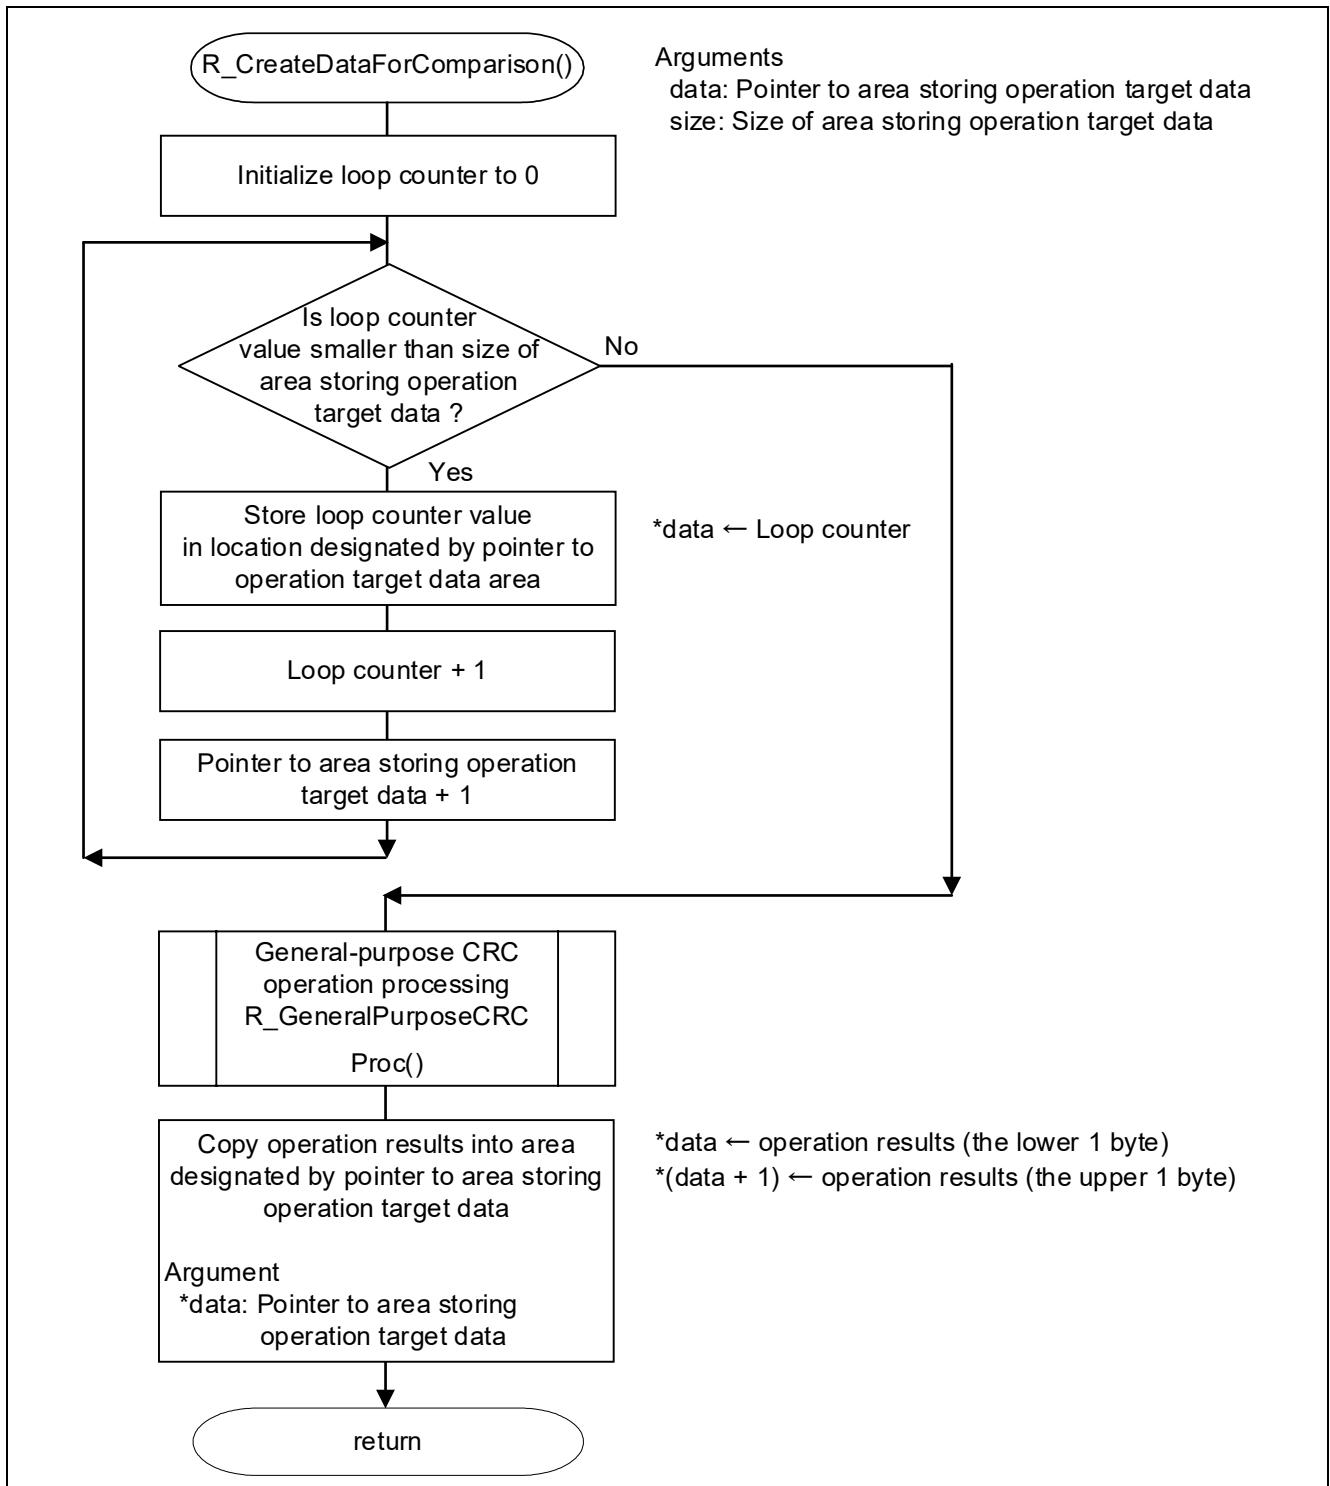 R_CreateDataForComparison()
Arguments
data: Pointer to area storing operation target data
size: Size of area storing operation target data
Initialize loop counter to 0
Is loop counter
value smaller than size of
area storing operation
target data ?
No
Yes
Store loop counter value
in location designated by pointer to
operation target data area
*data ← Loop counter
Loop counter + 1
Pointer to area storing operation
target data + 1
General-purpose CRC
operation processing
R_GeneralPurposeCRC
Proc()
Copy operation results into area
designated by pointer to area storing
operation target data
Argument
*data: Pointer to area storing
operation target data
*data ← operation results (the lower 1 byte)
*(data + 1) ← operation results (the upper 1 byte)
return